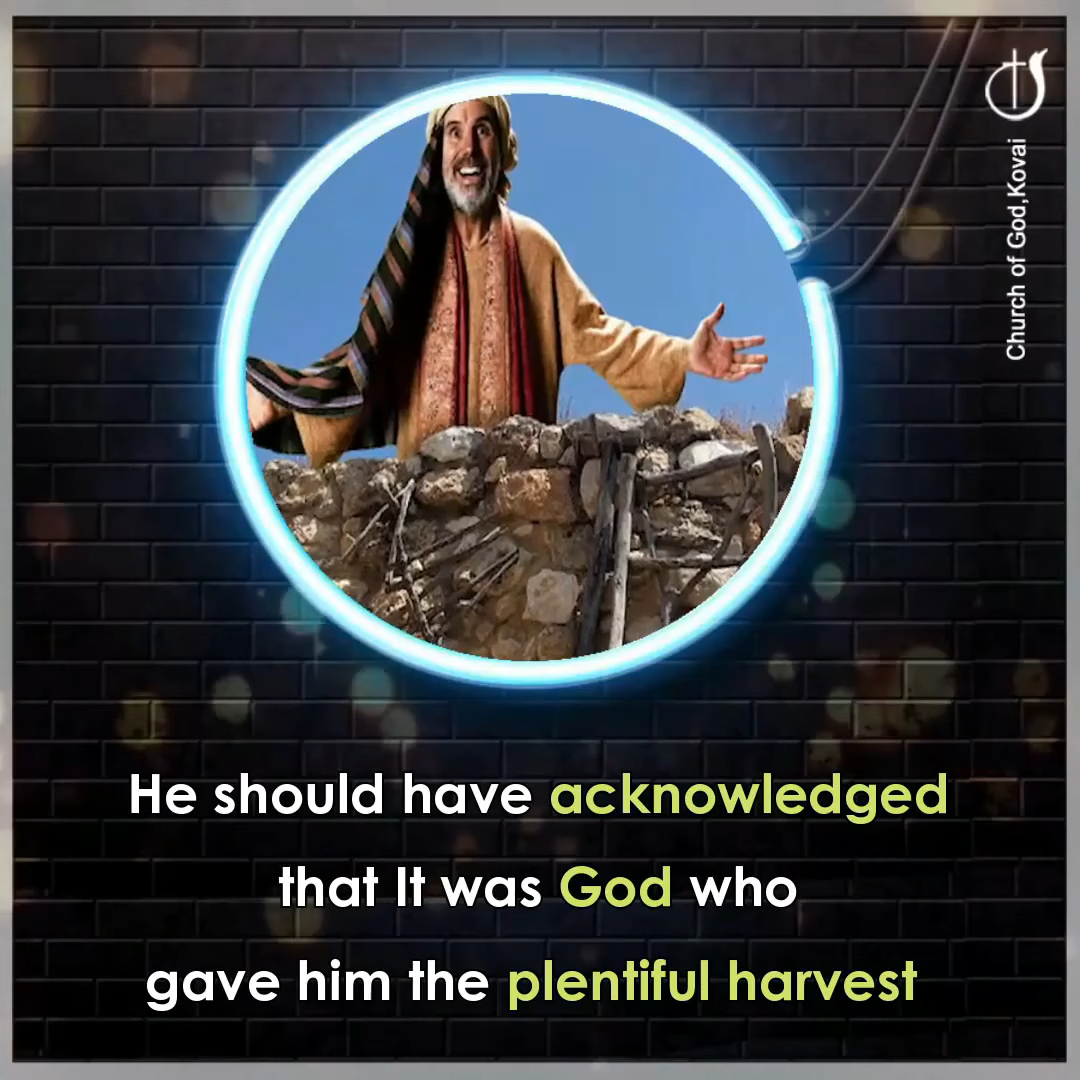 Church of God,Kovai
He should have acknowledged
that It was God who
gave him the plentiful harvest